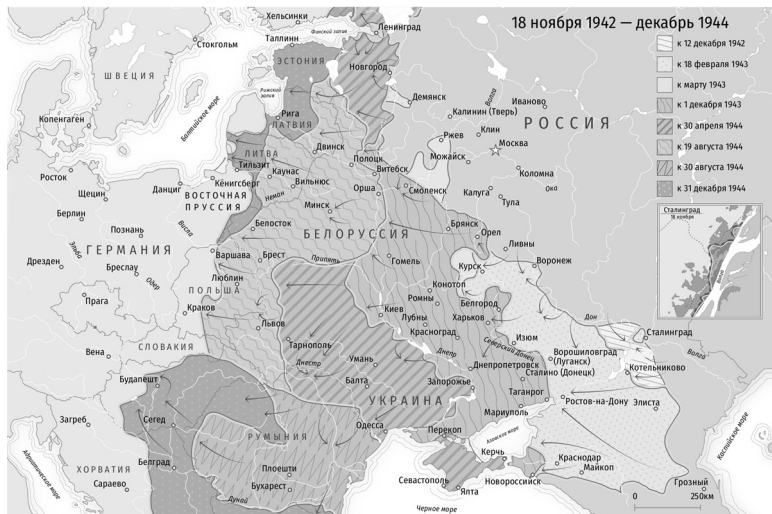 18 ноября 1942 — декабрь 1944
к 12 декабря 1942
к 18 февраля 1943
к марту 1943
к 1 декабря 1943
к 30 апреля 1944
к 19 августа 1944
к 30 августа 1944
к 31 декабря 1944
Сталинград
18 ноября
Волга
Хельсинки
Финский залив
Ленинград
Таллинн
Стокгольм
ЭСТОНИЯ
Новгород
ШВЕЦИЯ
Рижский
залив
Демянск
Волга
Иваново
Балтийское море
Рига
Калинин (Тверь)
РОССИЯ
Копенгаген
ЛАТВИЯ
Клин
Ржев
Москва
ЛИТВА
Двинск
Полоцк
Можайск
Тильзит
Витебск
Коломна
Росток
Каунас
Данциг
Кёнигсберг
Вильнюс
Орша
Смоленск
Калуга
Ока
Щецин
ВОСТОЧНАЯ
ПРУССИЯ
Неман
Тула
Берлин
Минск
Белосток
Брянск
Познань
Висла
БЕЛОРУССИЯ
Орел
Эльба
ГЕРМАНИЯ
Ливны
Варшава
Брест
Припять
Гомель
Курск
Воронеж
Дрезден
Бреслау
Одер
Люблин
Конотоп
ПОЛЬША
Ромны
Белгород
Прага
Краков
Киев
Лубны
Харьков
Дон
Львов
Красноград
Сталинград
СЛОВАКИЯ
Тарнополь
Днепр
Северский Донец
Изюм
Вена
Днестр
Умань
Ворошиловград
(Луганск)
Волга
Днепропетровск
Котельниково
Будапешт
Балта
Запорожье
Сталино (Донецк)
УКРАИНА
Таганрог
Ростов-на-Дону
Элиста
Загреб
Сегед
Одесса
Мариуполь
РУМЫНИЯ
Перекоп
Азовское море
Каспийское море
ХОРВАТИЯ
Белград
Керчь
Краснодар
Адриатическое море
Плоешти
Майкоп
Сараево
Бухарест
Севастополь
Новороссийск
Грозный
Ялта
Дунай
Черное море
0
250км